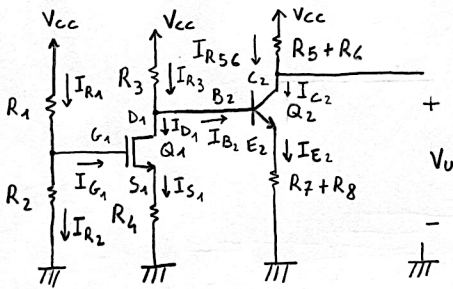 Vcc
Vcc
Vcc
R1
IR1
R3
IR3
IR56
R5+R6
C2
D1
B2
IC2
Q2
G1
ID1
Q1
IB2
E2
IG1
S1
IS1
IE2
+
Vu
R2
IR2
R4
R7+R8
-